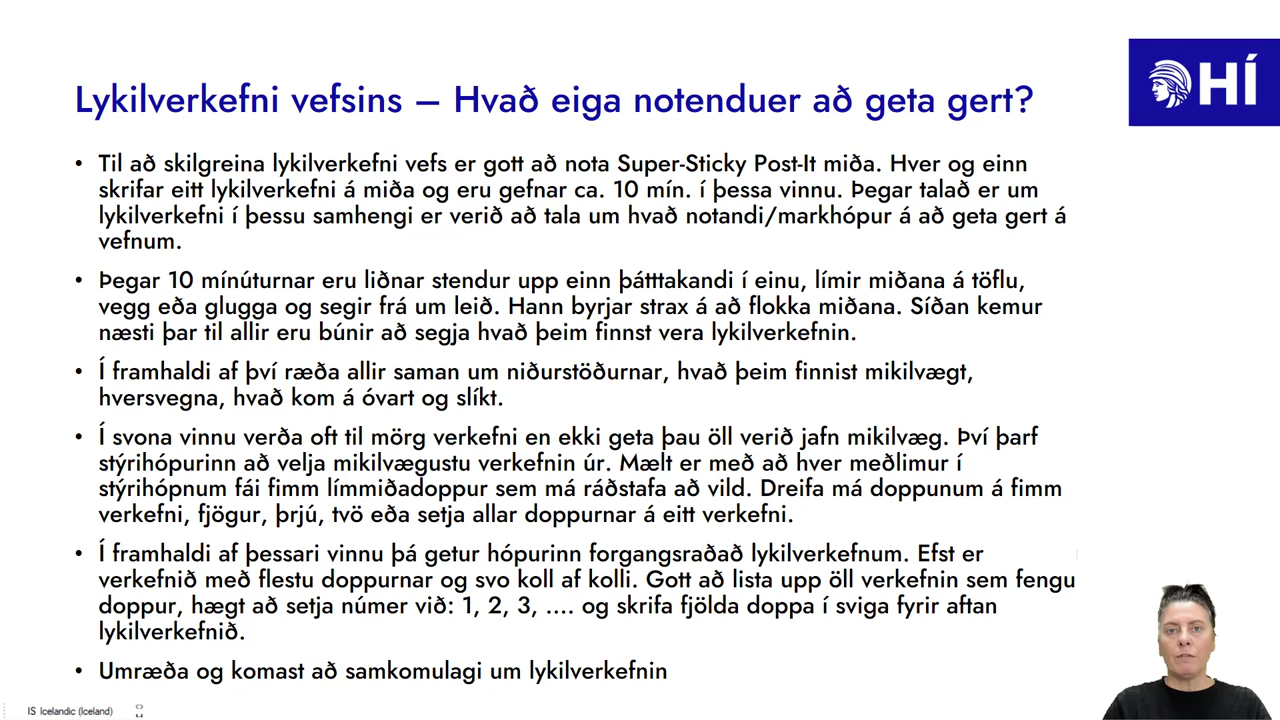 Lykilverkefni vefsins – Hvað eiga notenduer að geta gert?
HÍ
• Til að skilgreina lykilverkefni vefs er gott að nota Super-Sticky Post-It miða. Hver og einn
skrifar eitt lykilverkefni á miða og eru gefnar ca. 10 mín. í þessa vinnu. Þegar talað er um
lykilverkefni í þessu samhengi er verið að tala um hvað notandi/markhópur á að geta gert á
vefnum.
• Þegar 10 mínúturnar eru liðnar stendur upp einn þátttakandi í einu, límir miðana á töflu,
vegg eða glugga og segir frá um leið. Hann byrjar strax á að flokka miðana. Síðan kemur
næsti þar til allir eru búnir að segja hvað þeim finnst vera lykilverkefnin.
• Í framhaldi af því ræða allir saman um niðurstöðurnar, hvað þeim finnist mikilvægt,
hversvegna, hvað kom á óvart og slíkt.
• Í svona vinnu verða oft til mörg verkefni en ekki geta þau öll verið jafn mikilvæg. Því þarf
stýrihópurinn að velja mikilvægustu verkefnin úr. Mælt er með að hver meðlimur í
stýrihópnum fái fimm límmiðadoppur sem má ráðstafa að vild. Dreifa má doppunum á fimm
verkefni, fjögur, þrjú, tvö eða setja allar doppurnar á eitt verkefni.
• Í framhaldi af þessari vinnu þá getur hópurinn forgangsraðað lykilverkefnum. Efst er
verkefnið með flestu doppurnar og svo koll af kolli. Gott að lista upp öll verkefnin sem fengu
doppur, hægt að setja númer við: 1, 2, 3, .... og skrifa fjölda doppa í sviga fyrir aftan
lykilverkefnið.
• Umræða og komast að samkomulagi um lykilverkefnin
IS Icelandic (Iceland)